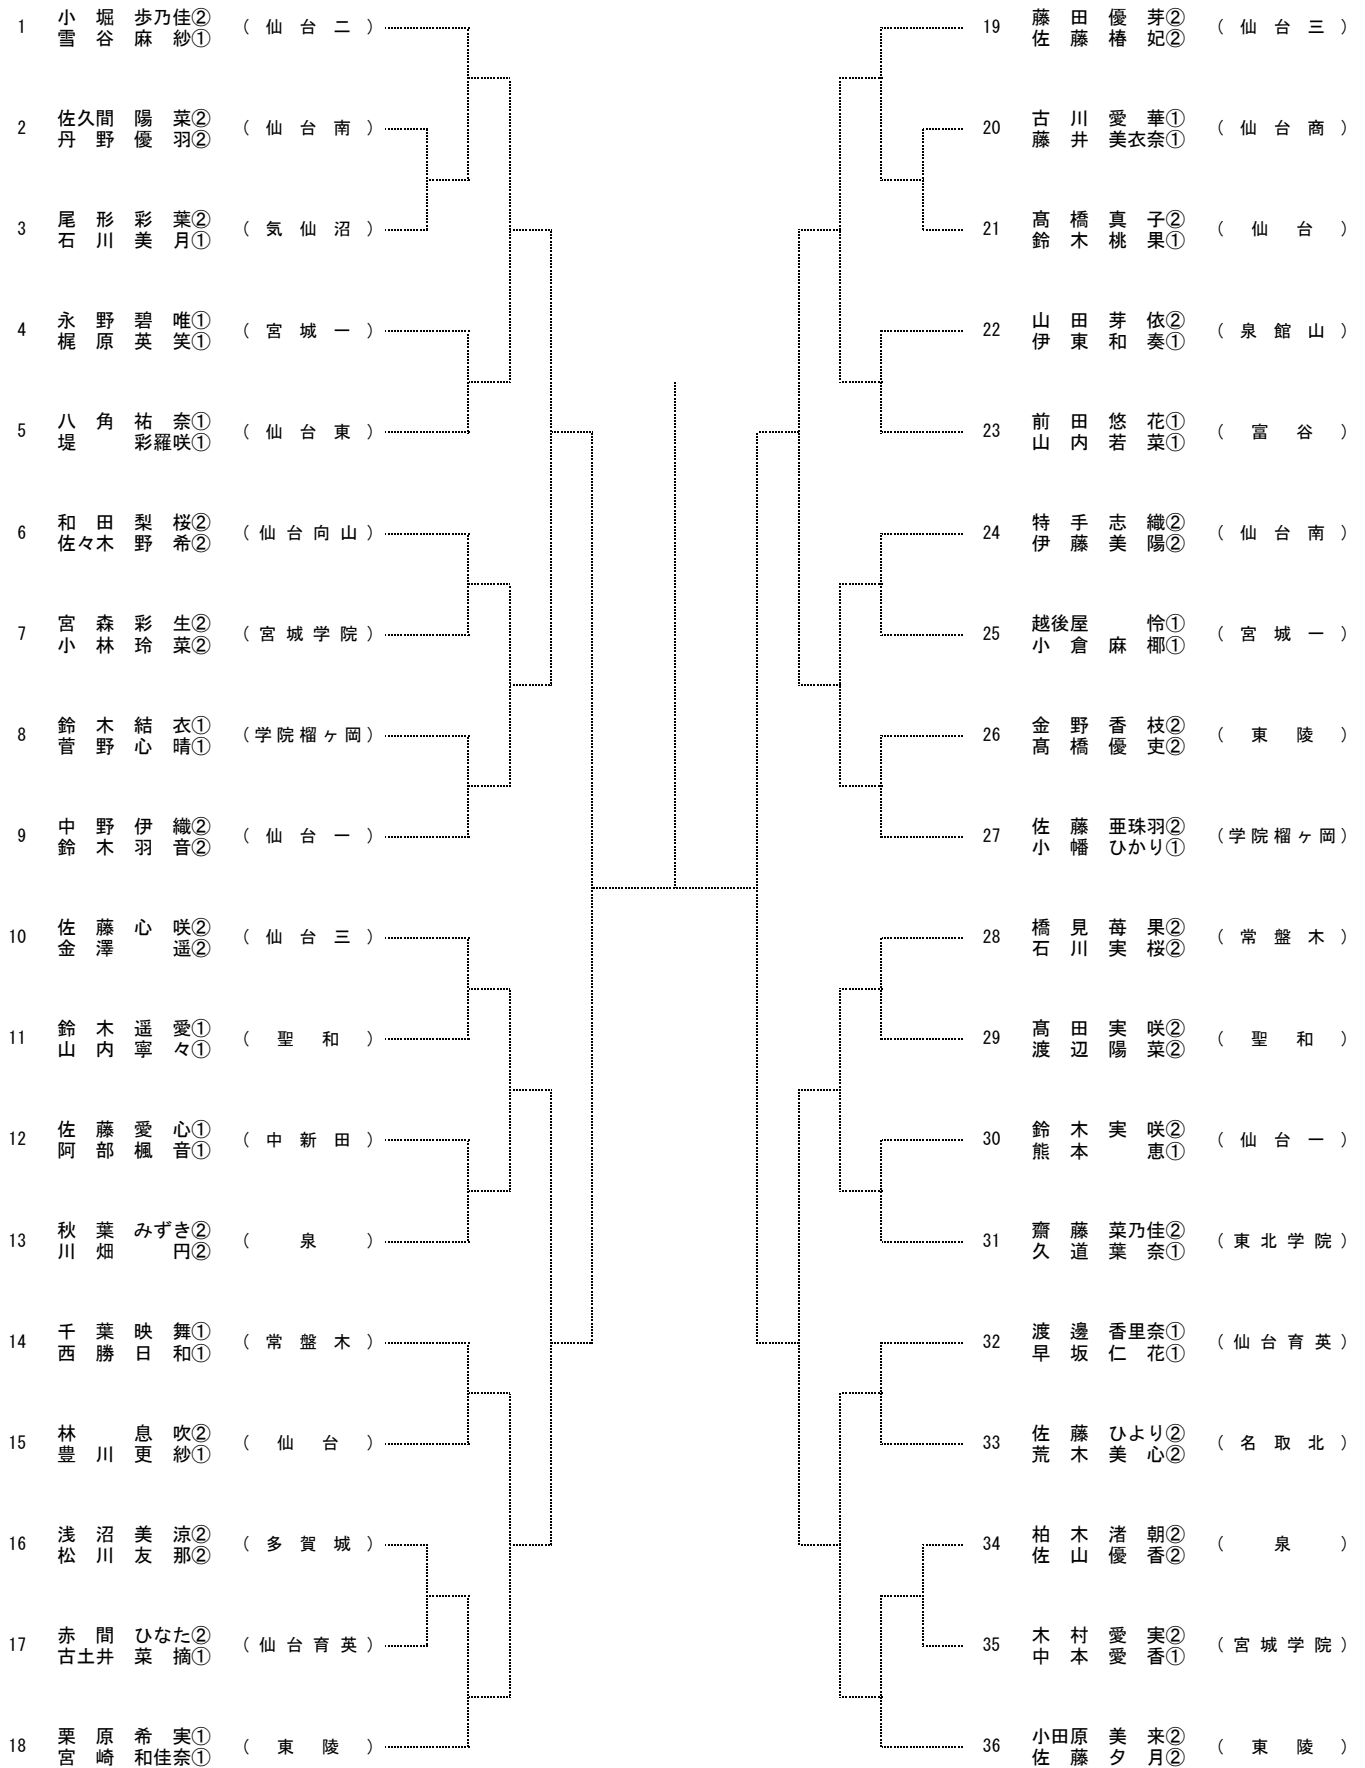 1 小堀 歩乃佳② 雪谷 麻紗① (仙台二)
2 佐久間 陽菜② 丹野 優羽② (仙台南)
3 尾形 彩葉② 石川 美月① (気仙沼)
4 永野 碧唯① 梶原 英笑① (宮城一)
5 八角 祐奈① 堤 彩羅咲① (仙台東)
6 和田 梨桜② 佐々木 野希② (仙台向山)
7 宮森 彩生② 小林 玲菜② (宮城学院)
8 鈴木 結衣① 菅野 心晴① (学院榴ヶ岡)
9 中野 伊織② 鈴木 羽音② (仙台一)
10 佐藤 心咲② 金澤 遥② (仙台三)
11 鈴木 遥愛① 山内 寧々① (聖和)
12 佐藤 愛心① 阿部 楓音① (中新田)
13 秋葉 みずき② 川畑 円② (泉)
14 千葉 映舞① 西勝 日和① (常盤木)
15 林 息吹② 豊川 更紗① (仙台)
16 浅沼 美涼② 松川 友那② (多賀城)
17 赤間 ひなた② 古土井 菜摘① (仙台育英)
18 栗原 希実① 宮崎 和佳奈① (東陵)
19 藤田 優芽② 佐藤 椿妃② (仙台三)
20 古川 愛華① 藤井 美衣奈① (仙台商)
21 髙橋 真子② 鈴木 桃果① (仙台)
22 山田 芽依② 伊東 和奏① (泉館山)
23 前田 悠花① 山内 若菜① (富谷)
24 特手 志織② 伊藤 美陽② (仙台南)
25 越後屋 怜① 小倉 麻椰① (宮城一)
26 金野 香枝② 髙橋 優吏② (東陵)
27 佐藤 亜珠羽② 小幡 ひかり① (学院榴ヶ岡)
28 橋見 苺果② 石川 実桜② (常盤木)
29 髙田 実咲② 渡辺 陽菜② (聖和)
30 鈴木 実咲② 熊本 恵① (仙台一)
31 齋藤 菜乃佳② 久道 葉奈① (東北学院)
32 渡邊 香里奈① 早坂 仁花① (仙台育英)
33 佐藤 ひより② 荒木 美心② (名取北)
34 柏木 渚朝② 佐山 優香② (泉)
35 木村 愛実② 中本 愛香① (宮城学院)
36 小田原 美来② 佐藤 夕月② (東陵)